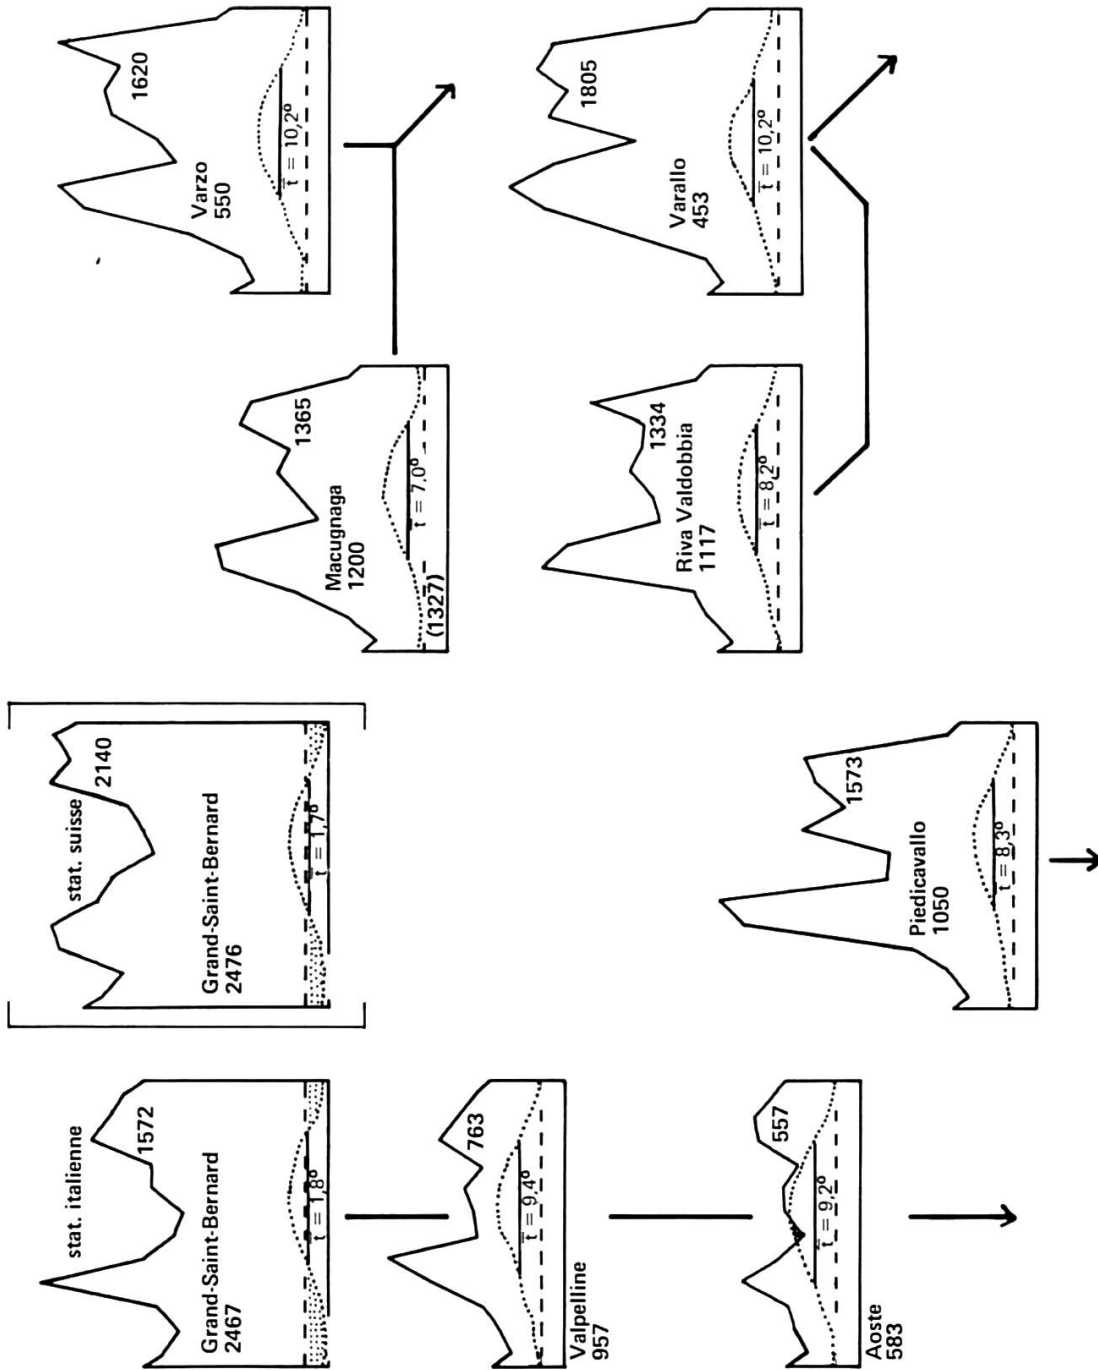 stat. italienne
1572
Grand-Saint-Bernard
2467
t̅ = 1,8°
763
t̅ = 9,4°
Valpelline
957
557
t̅ = 9,2°
Aoste
583
stat. suisse
2140
Grand-Saint-Bernard
2476
t̅ = 1,7°
1573
Piedicavallo
1050
t̅ = 8,3°
1365
Macugnaga
1200
t̅ = 7,0°
(1327)
1334
Riva Valdobbia
1117
t̅ = 8,2°
1620
Varzo
550
t̅ = 10,2°
1805
Varallo
453
t̅ = 10,2°